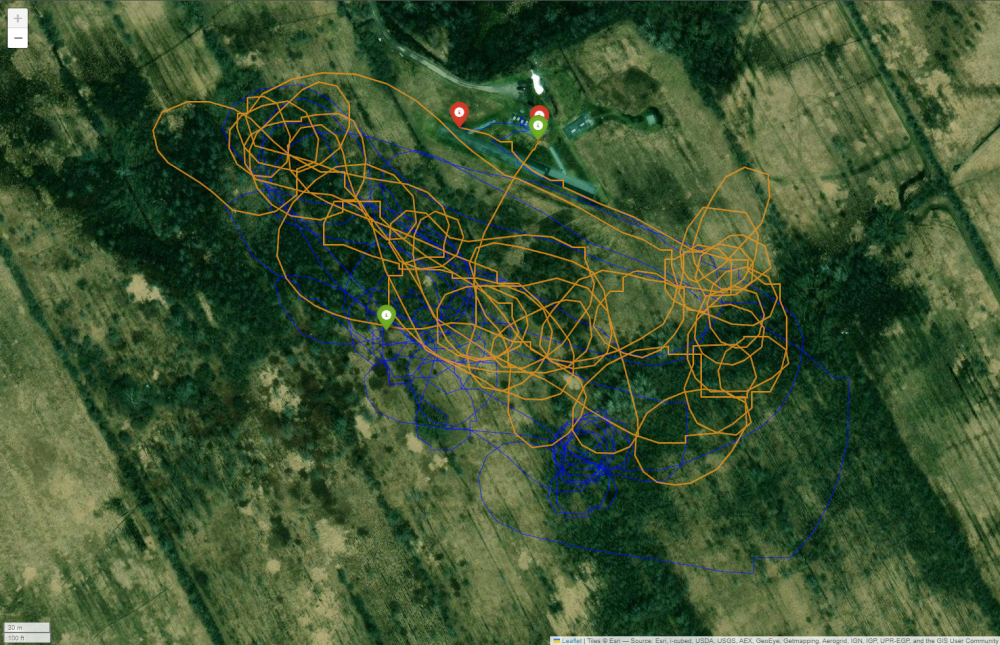 +
−
30 m
100 ft
Leaflet | Tiles © Esri — Source: Esri, i-cubed, USDA, USGS, AEX, GeoEye, Getmapping, Aerogrid, IGN, IGP, UPR-EGP, and the GIS User Community